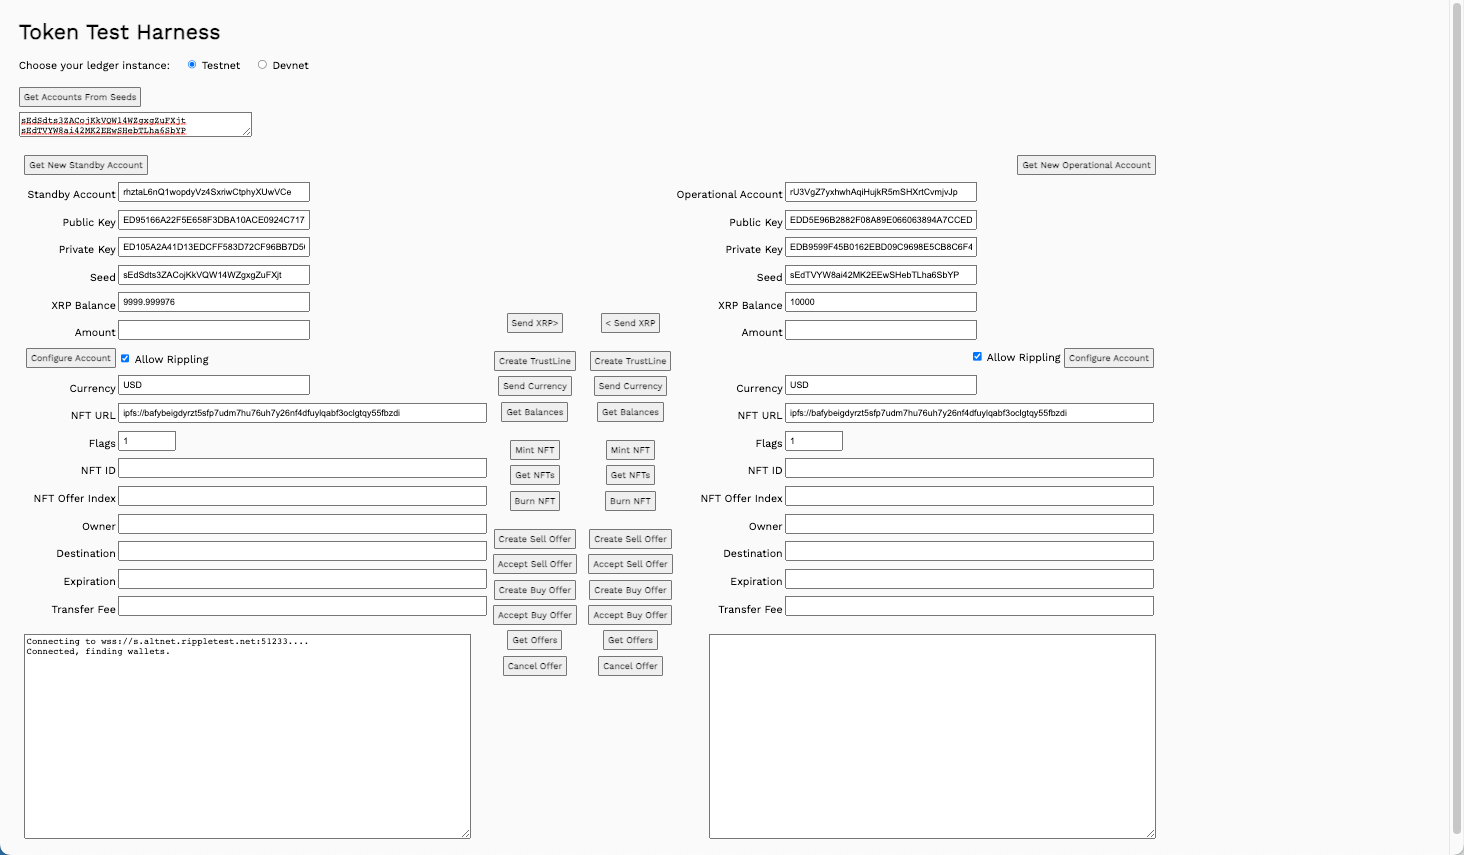 Token Test Harness
Choose your ledger instance: Testnet Devnet
Get Accounts From Seeds
sEdSdts3ZACojKkVQW14WZgxgZuFXjt
sEdTVYW8ai42MK2EEwSHebTLha6SbYP
Get New Standby Account
Get New Operational Account
Standby Account rhztaL6nQ1wopdyVz4SxriwCtphyXUwVCe
Operational Account rU3VgZ7yxhwhAqiHujkR5mSHXrtCvmjvJp
Public Key ED95166A22F5E658F3DBA10ACE0924C717
Public Key EDD5E96B2882F08A89E066063894A7CCED
Private Key ED105A2A41D13EDCFF583D72CF96BB7D5
Private Key EDB9599F45B0162EBD09C9698E5CB8C6F4
Seed sEdSdts3ZACojKkVQW14WZgxgZuFXjt
Seed sEdTVYW8ai42MK2EEwSHebTLha6SbYP
XRP Balance 9999.999976
XRP Balance 10000
Amount
Send XRP>
< Send XRP
Amount
Configure Account Allow Rippling
Create TrustLine
Create TrustLine
Allow Rippling Configure Account
Currency USD
Send Currency
Send Currency
Currency USD
NFT URL ipfs://bafybeigdyrzt5sfp7udm7hu76uh7y26nf4dfuylqabf3oclgtqy55fbzdi
Get Balances
Get Balances
NFT URL ipfs://bafybeigdyrzt5sfp7udm7hu76uh7y26nf4dfuylqabf3oclgtqy55fbzdi
Flags 1
Mint NFT
Mint NFT
Flags 1
NFT ID
Get NFTs
Get NFTs
NFT ID
NFT Offer Index
Burn NFT
Burn NFT
NFT Offer Index
Owner
Create Sell Offer
Create Sell Offer
Owner
Destination
Accept Sell Offer
Accept Sell Offer
Destination
Expiration
Create Buy Offer
Create Buy Offer
Expiration
Transfer Fee
Accept Buy Offer
Accept Buy Offer
Transfer Fee
Get Offers
Get Offers
Cancel Offer
Cancel Offer
Connecting to wss://s.altnet.rippletest.net:51233....
Connected, finding wallets.